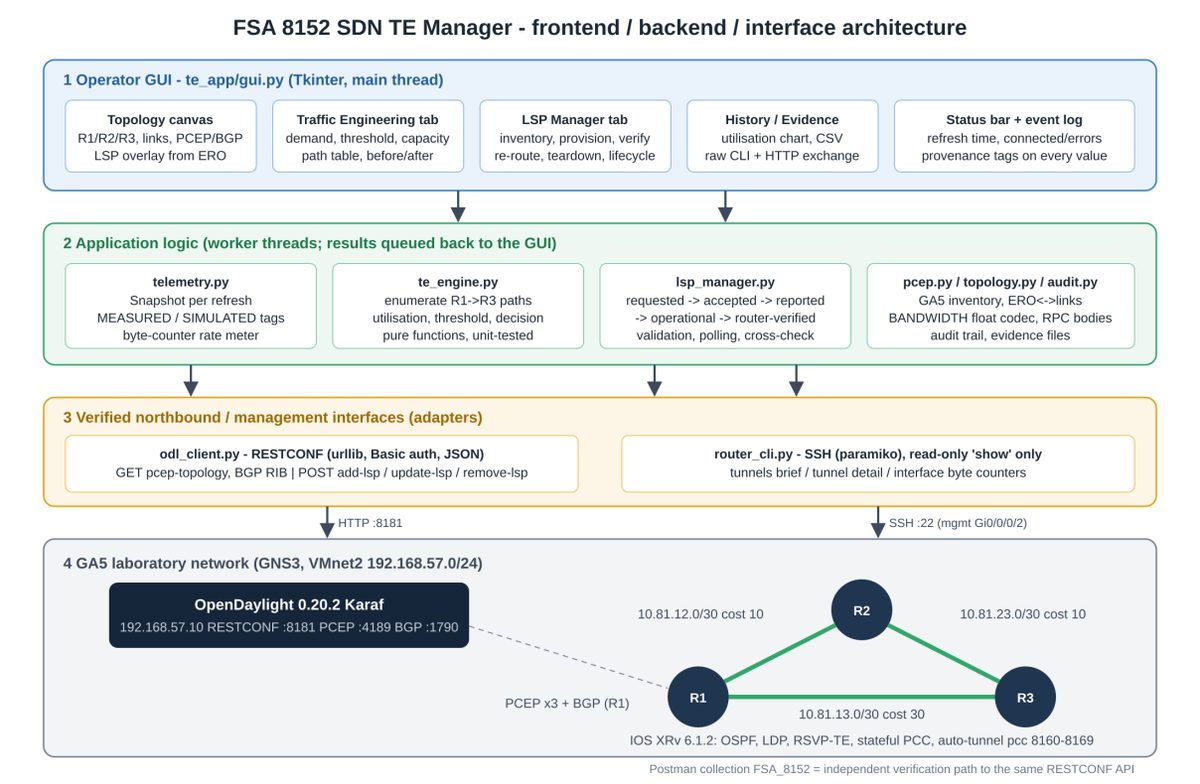 FSA 8152 SDN TE Manager - frontend / backend / interface architecture
1 Operator GUI - te_app/gui.py (Tkinter, main thread)
Topology canvas
R1/R2/R3, links, PCEP/BGP
LSP overlay from ERO
Traffic Engineering tab
demand, threshold, capacity
path table, before/after
LSP Manager tab
inventory, provision, verify
re-route, teardown, lifecycle
History / Evidence
utilisation chart, CSV
raw CLI + HTTP exchange
Status bar + event log
refresh time, connected/errors
provenance tags on every value
2 Application logic (worker threads; results queued back to the GUI)
telemetry.py
Snapshot per refresh
MEASURED / SIMULATED tags
byte-counter rate meter
te_engine.py
enumerate R1->R3 paths
utilisation, threshold, decision
pure functions, unit-tested
lsp_manager.py
requested -> accepted -> reported
-> operational -> router-verified
validation, polling, cross-check
pcep.py / topology.py / audit.py
GA5 inventory, ERO<->links
BANDWIDTH float codec, RPC bodies
audit trail, evidence files
3 Verified northbound / management interfaces (adapters)
odl_client.py - RESTCONF (urllib, Basic auth, JSON)
GET pcep-topology, BGP RIB | POST add-lsp / update-lsp / remove-lsp
router_cli.py - SSH (paramiko), read-only 'show' only
tunnels brief / tunnel detail / interface byte counters
HTTP :8181
SSH :22 (mgmt Gi0/0/0/2)
4 GA5 laboratory network (GNS3, VMnet2 192.168.57.0/24)
OpenDaylight 0.20.2 Karaf
192.168.57.10 RESTCONF :8181 PCEP :4189 BGP :1790
10.81.12.0/30 cost 10
R2
10.81.23.0/30 cost 10
PCEP x3 + BGP (R1)
R1
R3
10.81.13.0/30 cost 30
IOS XRv 6.1.2: OSPF, LDP, RSVP-TE, stateful PCC, auto-tunnel pcc 8160-8169
Postman collection FSA_8152 = independent verification path to the same RESTCONF API